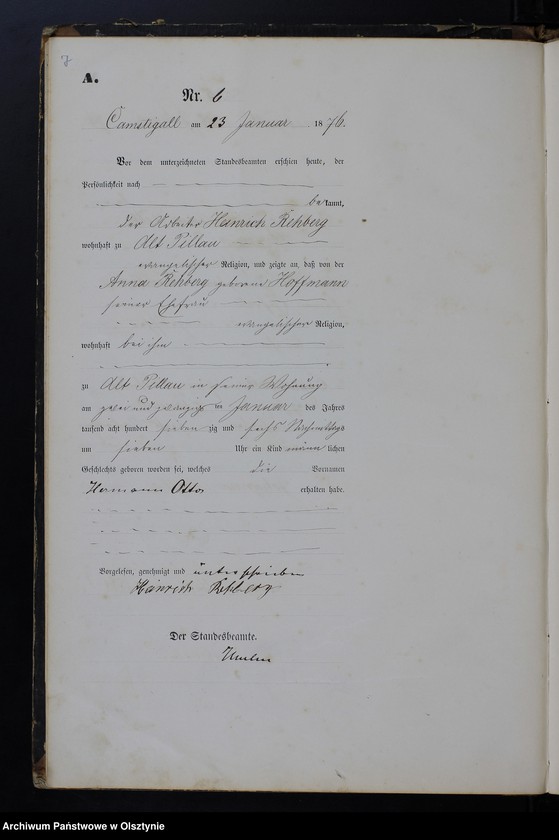 7
A.
Nr. 6
Camstigall am 23 Januar 1876.
Vor dem unterzeichneten Standesbeamten erschien heute, der
Persönlichkeit nach
bekannt,
der Arbeiter Heinrich Rehberg
wohnhaft zu Alt Pillau
evangelischer Religion, und zeigte an, daß von der
Anna Rehberg geborne Hoffmann
seiner Ehefrau
evangelischer Religion,
wohnhaft bei ihm
zu Alt Pillau in seiner Wohnung
am zwei und zwanzigsten Januar des Jahres
tausend acht hundert siebenzig und sechs Nachmittags
um sieben Uhr ein Kind männlichen
Geschlechts geboren worden sei, welches die Vornamen
Hermann Otto erhalten habe.
Vorgelesen, genehmigt und unterschrieben
Heinrich Rehberg
Der Standesbeamte.
Archiwum Państwowe w Olsztynie